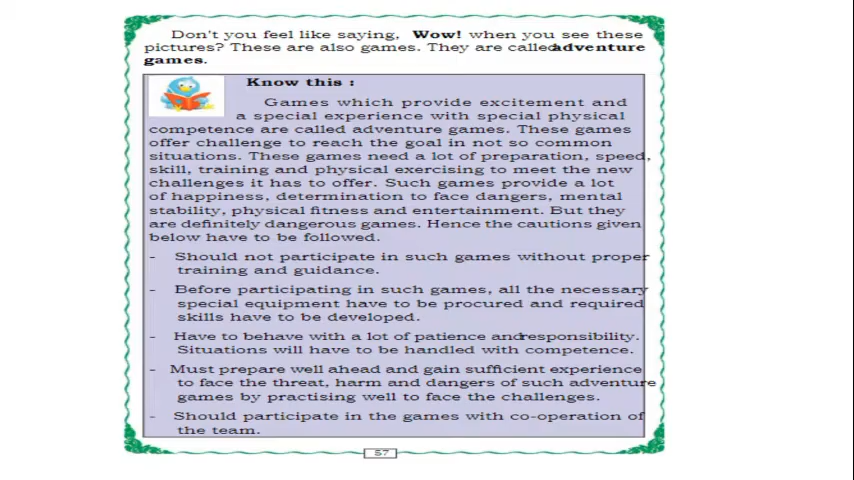 Don't you feel like saying, Wow! when you see these
pictures? These are also games. They are called adventure
games.
Know this :
Games which provide excitement and
a special experience with special physical
competence are called adventure games. These games
offer challenge to reach the goal in not so common
situations. These games need a lot of preparation, speed,
skill, training and physical exercising to meet the new
challenges it has to offer. Such games provide a lot
of happiness, determination to face dangers, mental
stability, physical fitness and entertainment. But they
are definitely dangerous games. Hence the cautions given
below have to be followed.
- Should not participate in such games without proper
training and guidance.
- Before participating in such games, all the necessary
special equipment have to be procured and required
skills have to be developed.
- Have to behave with a lot of patience and responsibility.
Situations will have to be handled with competence.
- Must prepare well ahead and gain sufficient experience
to face the threat, harm and dangers of such adventure
games by practising well to face the challenges.
- Should participate in the games with co-operation of
the team.
57